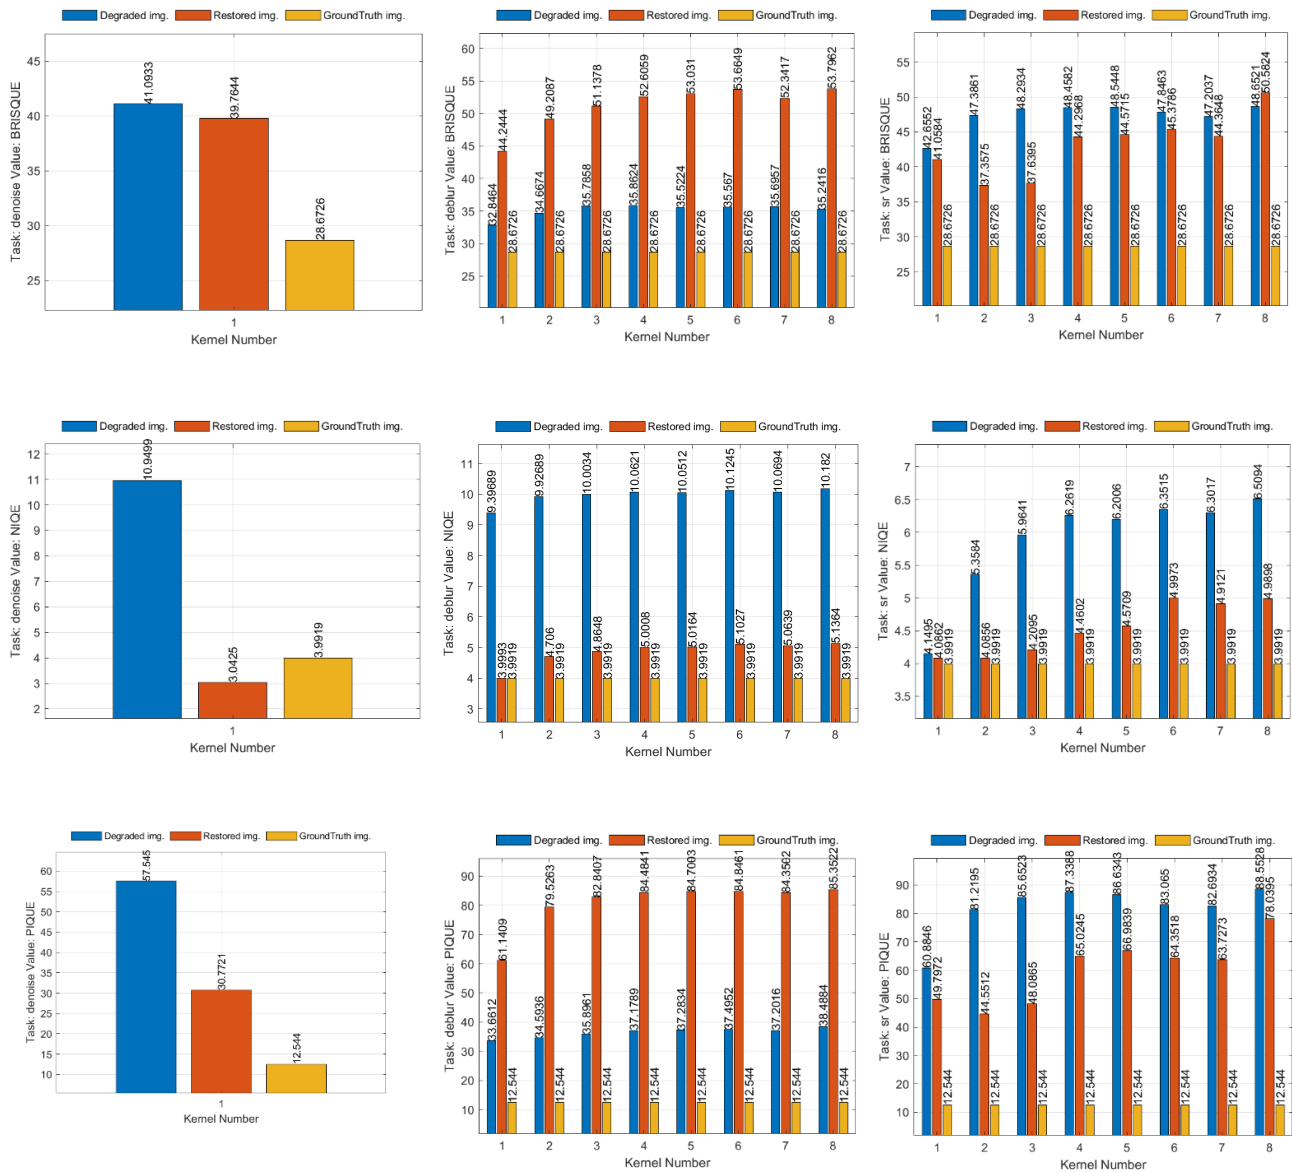 Degraded img. Restored img. GroundTruth img.
Task: denoise Value: BRISQUE
45
40
35
30
25
41.0933
39.7644
28.6726
1
Kernel Number
Degraded img. Restored img. GroundTruth img.
Task: deblur Value: BRISQUE
60
55
50
45
40
35
30
25
32.8464 44.2444 28.6726
34.6674 49.2087 28.6726
35.7858 51.1378 28.6726
35.8624 52.6059 28.6726
35.5224 53.031 28.6726
35.567 53.6649 28.6726
35.6957 52.3417 28.6726
35.2416 53.7962 28.6726
1 2 3 4 5 6 7 8
Kernel Number
Degraded img. Restored img. GroundTruth img.
Task: sr Value: BRISQUE
55
50
45
40
35
30
25
42.6552 41.0584 28.6726
47.3861 37.3575 28.6726
48.2934 37.6395 28.6726
48.4582 44.2968 28.6726
48.5448 44.5715 28.6726
47.8463 45.3786 28.6726
47.2037 44.3648 28.6726
48.6521 50.5824 28.6726
1 2 3 4 5 6 7 8
Kernel Number
Degraded img. Restored img. GroundTruth img.
Task: denoise Value: NIQE
12
11
10
9
8
7
6
5
4
3
2
10.9499
3.0425
3.9919
1
Kernel Number
Degraded img. Restored img. GroundTruth img.
Task: deblur Value: NIQE
11
10
9
8
7
6
5
4
3
9.39689 3.9993 3.9919
9.92689 4.706 3.9919
10.0034 4.8648 3.9919
10.0621 5.0008 3.9919
10.0512 5.0164 3.9919
10.1245 5.1027 3.9919
10.0694 5.0639 3.9919
10.182 5.1364 3.9919
1 2 3 4 5 6 7 8
Kernel Number
Degraded img. Restored img. GroundTruth img.
Task: sr Value: NIQE
7
6.5
6
5.5
5
4.5
4
3.5
4.1495 4.0862 3.9919
5.3584 4.0856 3.9919
5.9641 4.2095 3.9919
6.2619 4.4602 3.9919
6.2006 4.5709 3.9919
6.3515 4.9973 3.9919
6.3017 4.9121 3.9919
6.5094 4.9898 3.9919
1 2 3 4 5 6 7 8
Kernel Number
Degraded img. Restored img. GroundTruth img.
Task: denoise Value: PIQUE
60
55
50
45
40
35
30
25
20
15
10
57.545
30.7721
12.544
1
Kernel Number
Degraded img. Restored img. GroundTruth img.
Task: deblur Value: PIQUE
90
80
70
60
50
40
30
20
10
33.6612 61.1409 12.544
34.5936 79.5263 12.544
35.8961 82.8407 12.544
37.1789 84.4841 12.544
37.2834 84.7003 12.544
37.4952 84.8461 12.544
37.2016 84.3502 12.544
38.4884 85.3522 12.544
1 2 3 4 5 6 7 8
Kernel Number
Degraded img. Restored img. GroundTruth img.
Task: sr Value: PIQUE
90
80
70
60
50
40
30
20
10
60.8846 49.7972 12.544
81.2195 44.5512 12.544
85.6523 48.0865 12.544
87.3388 65.0245 12.544
86.6343 66.9839 12.544
83.065 64.3518 12.544
82.6934 63.7273 12.544
88.5528 78.0395 12.544
1 2 3 4 5 6 7 8
Kernel Number